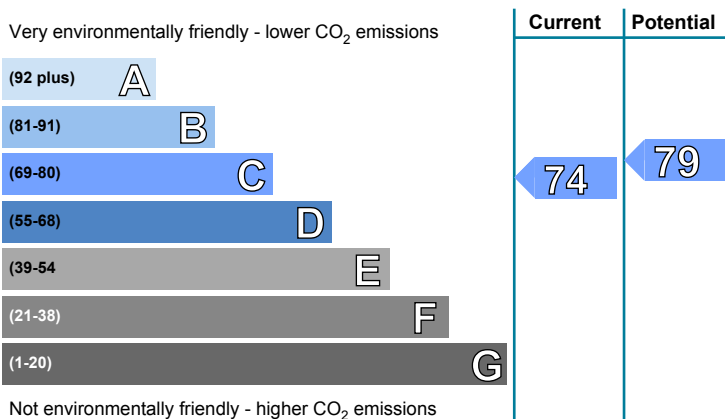 Current Potential
Very environmentally friendly - lower CO2 emissions
(92 plus) A
(81-91) B
(69-80) C
74 79
(55-68) D
(39-54 E
(21-38) F
(1-20) G
Not environmentally friendly - higher CO2 emissions